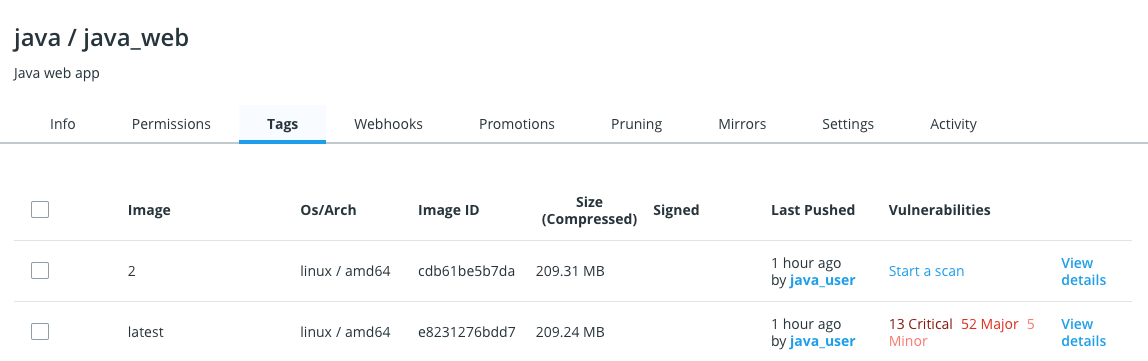 java / java_web
Java web app
Info Permissions Tags Webhooks Promotions Pruning Mirrors Settings Activity
Image Os/Arch Image ID Size (Compressed) Signed Last Pushed Vulnerabilities
2 linux / amd64 cdb61be5b7da 209.31 MB 1 hour ago by java_user Start a scan View details
latest linux / amd64 e8231276bdd7 209.24 MB 1 hour ago by java_user 13 Critical 52 Major 5 Minor View details